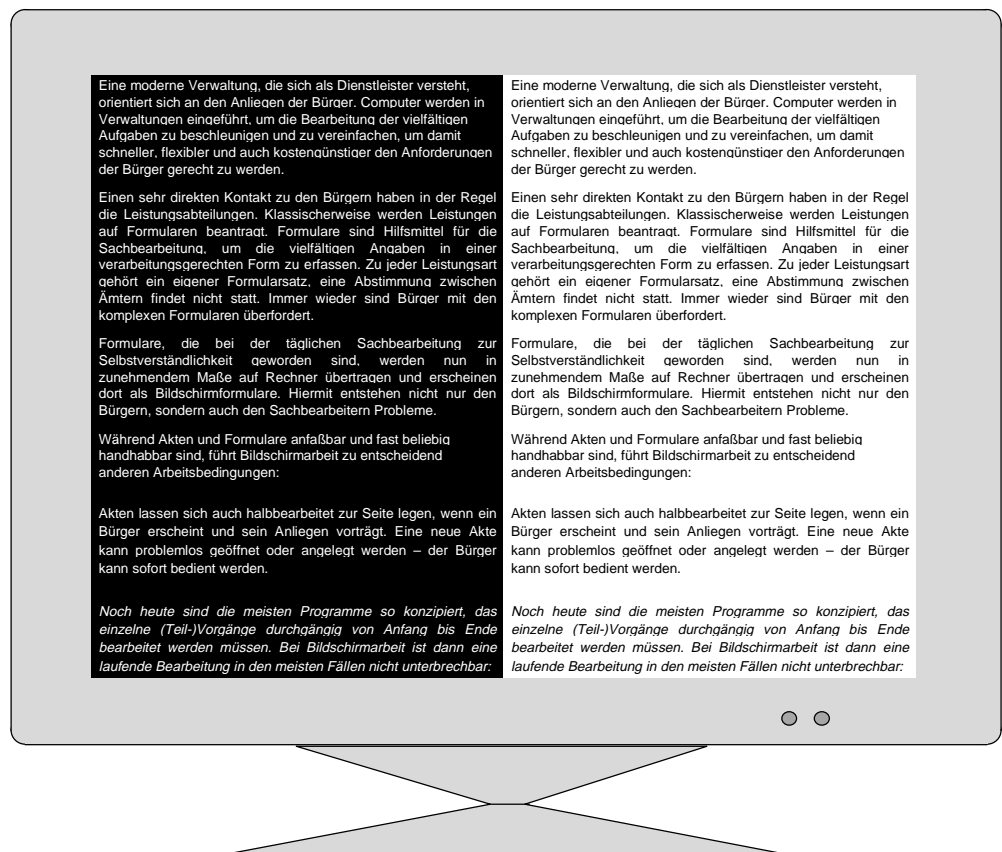 Eine moderne Verwaltung, die sich als Dienstleister versteht,
orientiert sich an den Anliegen der Bürger. Computer werden in
Verwaltungen eingeführt, um die Bearbeitung der vielfältigen
Aufgaben zu beschleunigen und zu vereinfachen, um damit
schneller, flexibler und auch kostengünstiger den Anforderungen
der Bürger gerecht zu werden.
Einen sehr direkten Kontakt zu den Bürgern haben in der Regel
die Leistungsabteilungen. Klassischerweise werden Leistungen
auf Formularen beantragt. Formulare sind Hilfsmittel für die
Sachbearbeitung, um die vielfältigen Angaben in einer
verarbeitungsgerechten Form zu erfassen. Zu jeder Leistungsart
gehört ein eigener Formularsatz, eine Abstimmung zwischen
Ämtern findet nicht statt. Immer wieder sind Bürger mit den
komplexen Formularen überfordert.
Formulare, die bei der täglichen Sachbearbeitung zur
Selbstverständlichkeit geworden sind, werden nun in
zunehmendem Maße auf Rechner übertragen und erscheinen
dort als Bildschirmformulare. Hiermit entstehen nicht nur den
Bürgern, sondern auch den Sachbearbeitern Probleme.
Während Akten und Formulare anfaßbar und fast beliebig
handhabbar sind, führt Bildschirmarbeit zu entscheidend
anderen Arbeitsbedingungen:
Akten lassen sich auch halbbearbeitet zur Seite legen, wenn ein
Bürger erscheint und sein Anliegen vorträgt. Eine neue Akte
kann problemlos geöffnet oder angelegt werden – der Bürger
kann sofort bedient werden.
Noch heute sind die meisten Programme so konzipiert, das
einzelne (Teil-)Vorgänge durchgängig von Anfang bis Ende
bearbeitet werden müssen. Bei Bildschirmarbeit ist dann eine
laufende Bearbeitung in den meisten Fällen nicht unterbrechbar:
Eine moderne Verwaltung, die sich als Dienstleister versteht,
orientiert sich an den Anliegen der Bürger. Computer werden in
Verwaltungen eingeführt, um die Bearbeitung der vielfältigen
Aufgaben zu beschleunigen und zu vereinfachen, um damit
schneller, flexibler und auch kostengünstiger den Anforderungen
der Bürger gerecht zu werden.
Einen sehr direkten Kontakt zu den Bürgern haben in der Regel
die Leistungsabteilungen. Klassischerweise werden Leistungen
auf Formularen beantragt. Formulare sind Hilfsmittel für die
Sachbearbeitung, um die vielfältigen Angaben in einer
verarbeitungsgerechten Form zu erfassen. Zu jeder Leistungsart
gehört ein eigener Formularsatz, eine Abstimmung zwischen
Ämtern findet nicht statt. Immer wieder sind Bürger mit den
komplexen Formularen überfordert.
Formulare, die bei der täglichen Sachbearbeitung zur
Selbstverständlichkeit geworden sind, werden nun in
zunehmendem Maße auf Rechner übertragen und erscheinen
dort als Bildschirmformulare. Hiermit entstehen nicht nur den
Bürgern, sondern auch den Sachbearbeitern Probleme.
Während Akten und Formulare anfaßbar und fast beliebig
handhabbar sind, führt Bildschirmarbeit zu entscheidend
anderen Arbeitsbedingungen:
Akten lassen sich auch halbbearbeitet zur Seite legen, wenn ein
Bürger erscheint und sein Anliegen vorträgt. Eine neue Akte
kann problemlos geöffnet oder angelegt werden – der Bürger
kann sofort bedient werden.
Noch heute sind die meisten Programme so konzipiert, das
einzelne (Teil-)Vorgänge durchgängig von Anfang bis Ende
bearbeitet werden müssen. Bei Bildschirmarbeit ist dann eine
laufende Bearbeitung in den meisten Fällen nicht unterbrechbar: